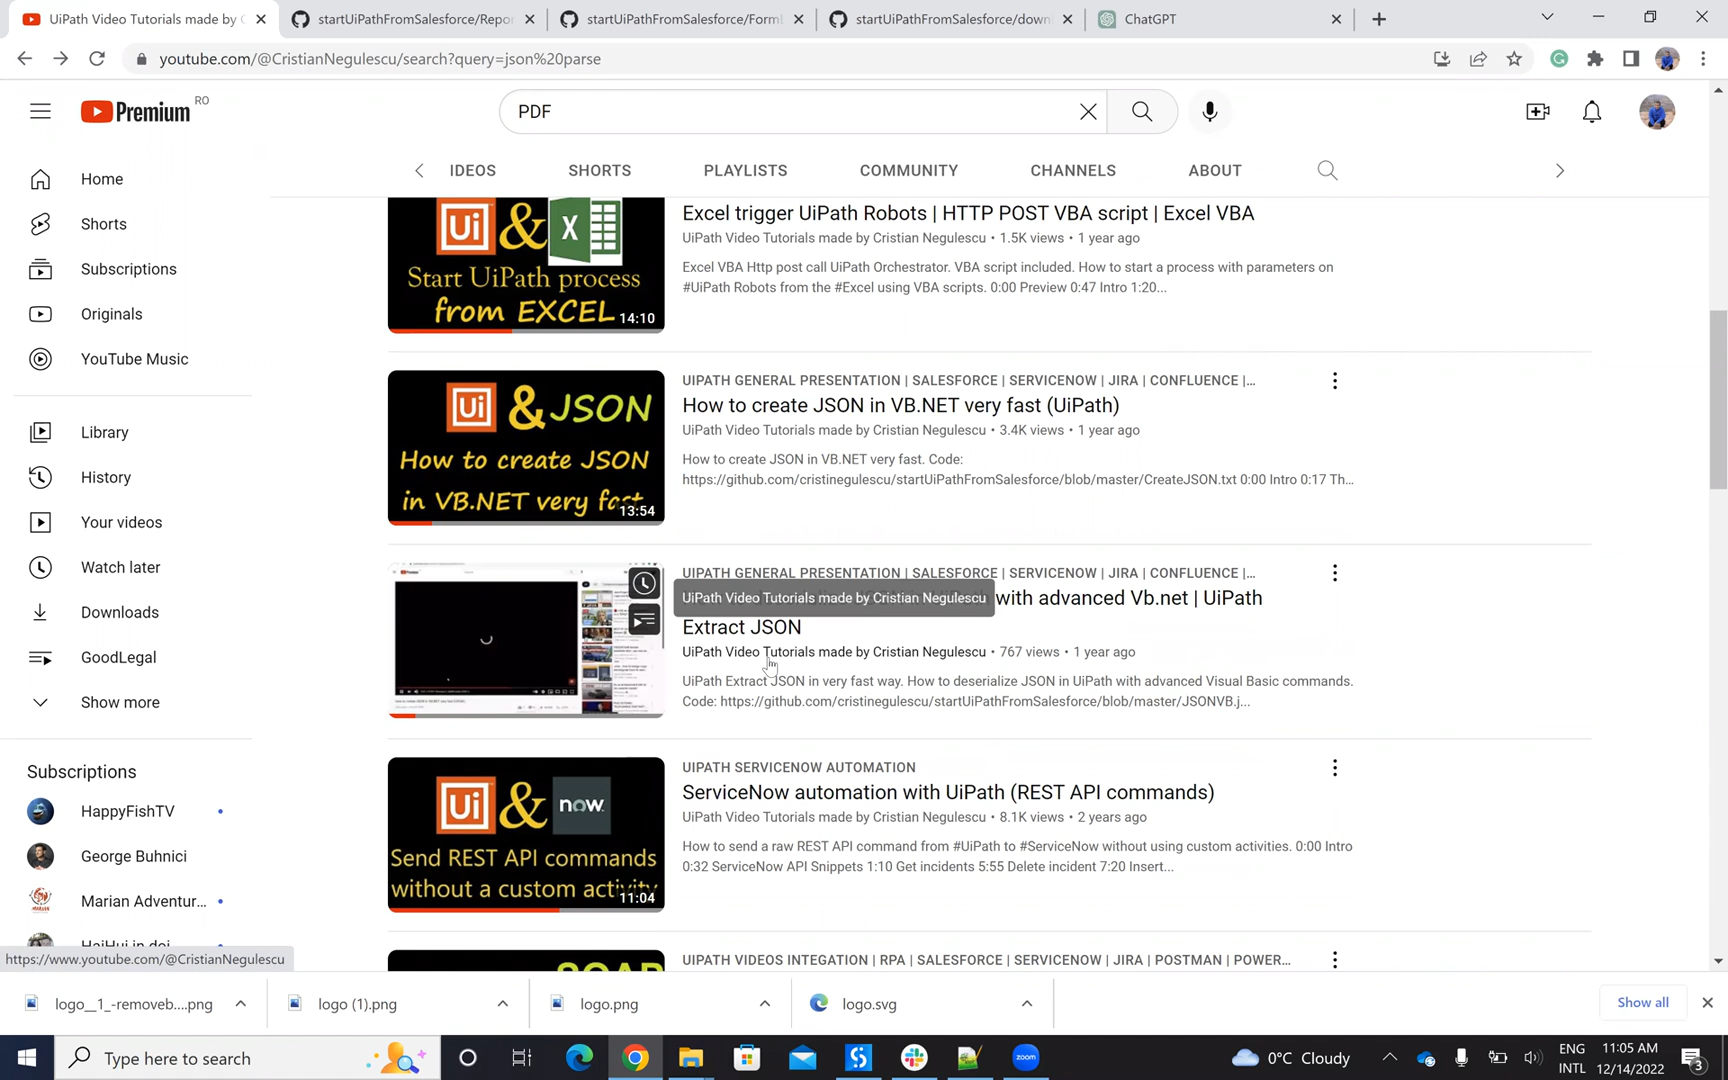 UiPath Video Tutorials made by C
startUiPathFromSalesforce/Repo
startUiPathFromSalesforce/Form
startUiPathFromSalesforce/down
ChatGPT
youtube.com/@CristianNegulescu/search?query=json%20parse
Premium RO
PDF
IDEOS
SHORTS
PLAYLISTS
COMMUNITY
CHANNELS
ABOUT
Home
Shorts
Subscriptions
Originals
YouTube Music
Library
History
Your videos
Watch later
Downloads
GoodLegal
Show more
Subscriptions
HappyFishTV
George Buhnici
Marian Adventur...
HaiHui in doi
Ui & X
Start UiPath process
from EXCEL
14:10
Excel trigger UiPath Robots | HTTP POST VBA script | Excel VBA
UiPath Video Tutorials made by Cristian Negulescu • 1.5K views • 1 year ago
Excel VBA Http post call UiPath Orchestrator. VBA script included. How to start a process with parameters on
#UiPath Robots from the #Excel using VBA scripts. 0:00 Preview 0:47 Intro 1:20...
Ui & JSON
How to create JSON
in VB.NET very fast
13:54
UIPATH GENERAL PRESENTATION | SALESFORCE | SERVICENOW | JIRA | CONFLUENCE |...
How to create JSON in VB.NET very fast (UiPath)
UiPath Video Tutorials made by Cristian Negulescu • 3.4K views • 1 year ago
How to create JSON in VB.NET very fast. Code:
https://github.com/cristinegulescu/startUiPathFromSalesforce/blob/master/CreateJSON.txt 0:00 Intro 0:17 Th...
UIPATH GENERAL PRESENTATION | SALESFORCE | SERVICENOW | JIRA | CONFLUENCE |...
UiPath Video Tutorials made by Cristian Negulescu
with advanced Vb.net | UiPath
Extract JSON
UiPath Video Tutorials made by Cristian Negulescu • 767 views • 1 year ago
UiPath Extract JSON in very fast way. How to deserialize JSON in UiPath with advanced Visual Basic commands.
Code: https://github.com/cristinegulescu/startUiPathFromSalesforce/blob/master/JSONVB.j...
Ui & now
Send REST API commands
without a custom activity
11:04
UIPATH SERVICENOW AUTOMATION
ServiceNow automation with UiPath (REST API commands)
UiPath Video Tutorials made by Cristian Negulescu • 8.1K views • 2 years ago
How to send a raw REST API command from #UiPath to #ServiceNow without using custom activities. 0:00 Intro
0:32 ServiceNow API Snippets 1:10 Get incidents 5:55 Delete incident 7:20 Insert...
SOAP
UIPATH VIDEOS INTEGATION | RPA | SALESFORCE | SERVICENOW | JIRA | POSTMAN | POWER...
https://www.youtube.com/@CristianNegulescu
logo__1_-removeb....png
logo (1).png
logo.png
logo.svg
Show all
Type here to search
zoom
0°C Cloudy
ENG
INTL
11:05 AM
12/14/2022
3